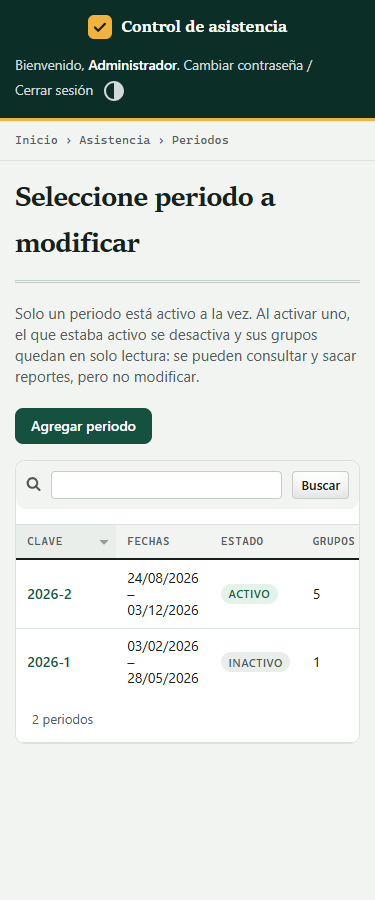 Control de asistencia
Bienvenido, Administrador. Cambiar contraseña /
Cerrar sesión
Inicio › Asistencia › Periodos
Seleccione periodo a
modificar
Solo un periodo está activo a la vez. Al activar uno,
el que estaba activo se desactiva y sus grupos
quedan en solo lectura: se pueden consultar y sacar
reportes, pero no modificar.
Agregar periodo
Buscar
CLAVE FECHAS ESTADO GRUPOS
24/08/2026
2026-2 – ACTIVO 5
03/12/2026
03/02/2026
2026-1 – INACTIVO 1
28/05/2026
2 periodos